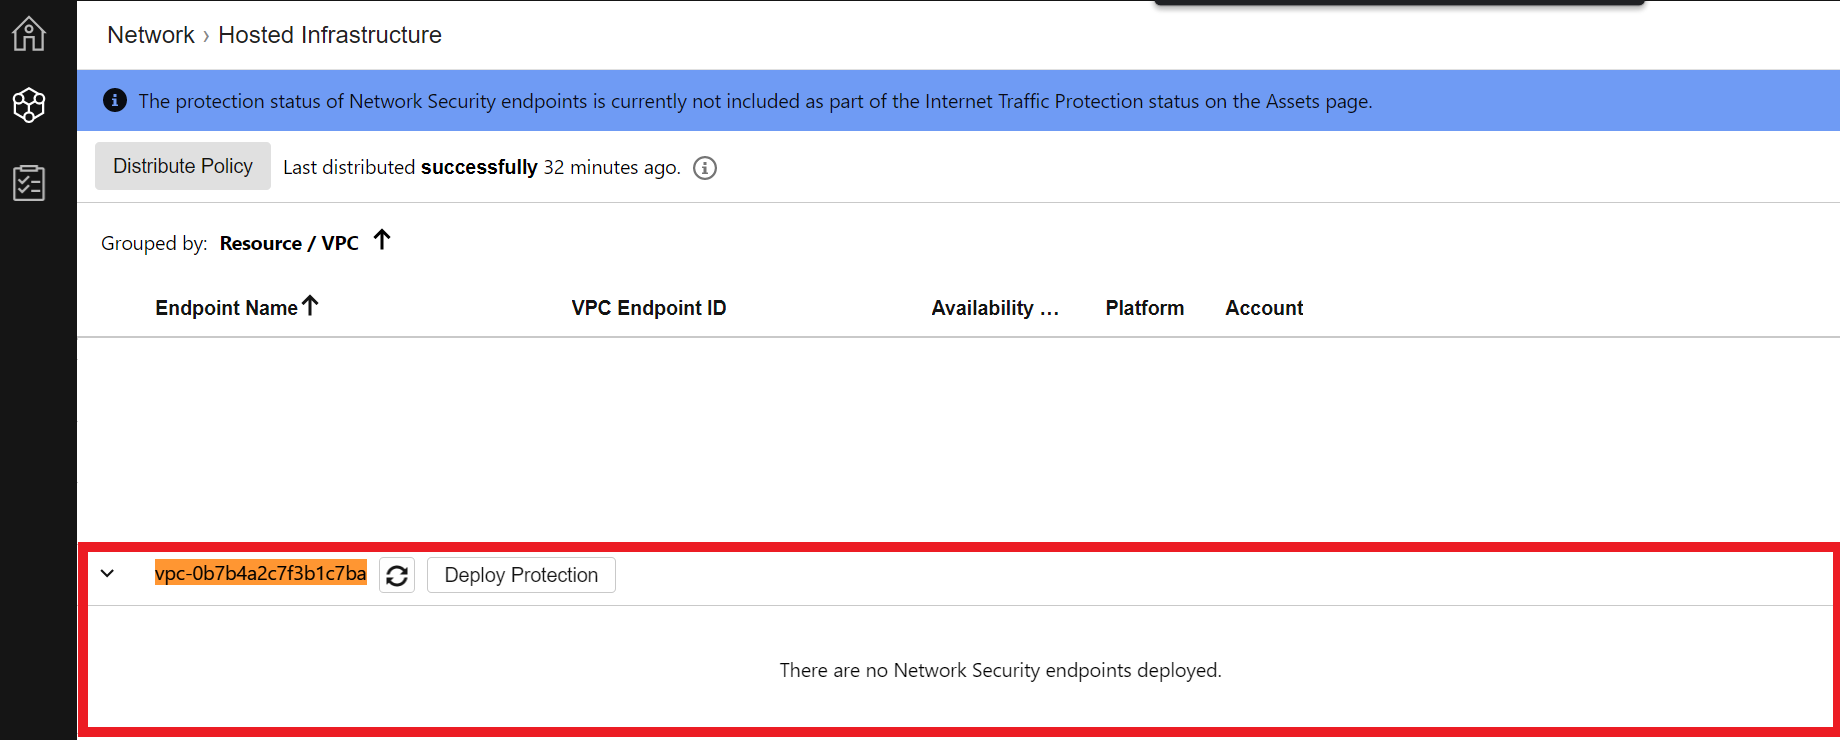 Network › Hosted Infrastructure
The protection status of Network Security endpoints is currently not included as part of the Internet Traffic Protection status on the Assets page.
Distribute Policy Last distributed successfully 32 minutes ago.
Grouped by: Resource / VPC
Endpoint Name VPC Endpoint ID Availability ... Platform Account
vpc-0b7b4a2c7f3b1c7ba Deploy Protection
There are no Network Security endpoints deployed.